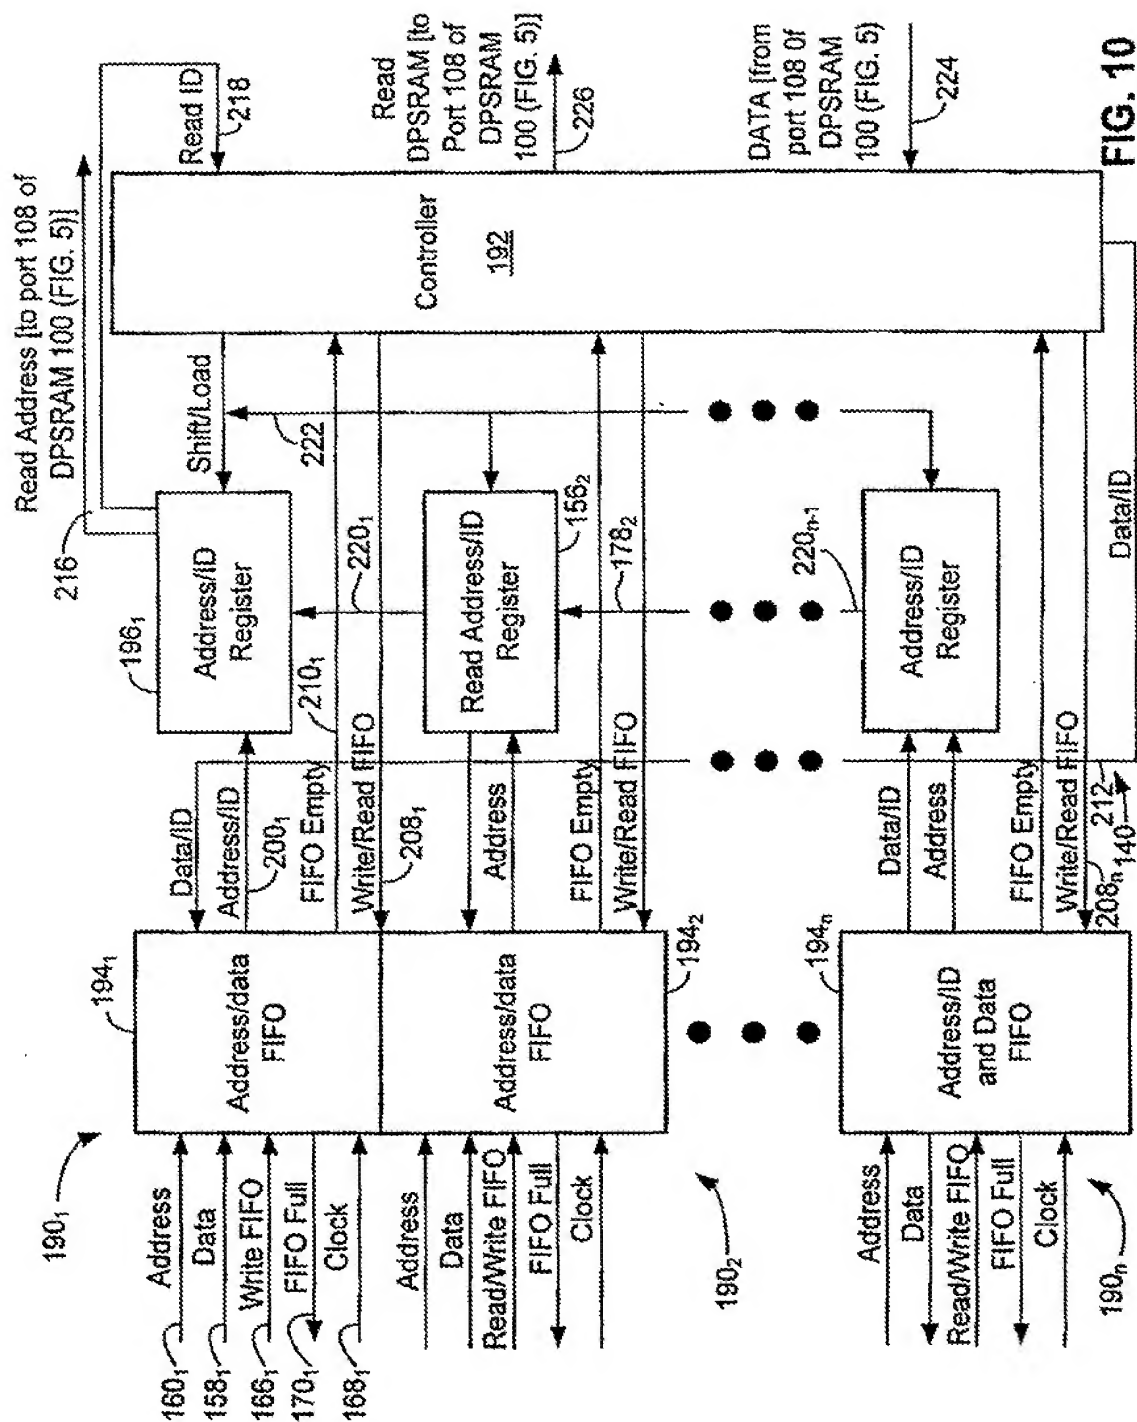 190₁
160₁
Address
158₁
Data
166₁
Write FIFO
170₁
FIFO Full
168₁
Clock
194₁
Address/data
FIFO
Data/ID
Address/ID
200₁
FIFO Empty
210₁
Write/Read FIFO
208₁
196₁
Address/ID
Register
216
Read Address [to port 108 of
DPSRAM 100 (FIG. 5)]
Shift/Load
222
220₁
Read ID
218
Controller
192
Read
DPSRAM [to
Port 108 of
DPSRAM
100 (FIG. 5)]
226
DATA [from
port 108 Of
DPSRAM
100 (FIG. 5)
224
Address
Data
Read/Write FIFO
FIFO Full
Clock
190₂
Address/data
FIFO
194₂
Address
FIFO Empty
Write/Read FIFO
Read Address/ID
Register
156₂
178₂
220ₙ₋₁
Address
Data
Read/Write FIFO
FIFO Full
Clock
190ₙ
194ₙ
Address/ID
and Data
FIFO
Data/ID
Address
FIFO Empty
Write/Read FIFO
208ₙ
212
140
Address/ID
Register
Data/ID
FIG. 10